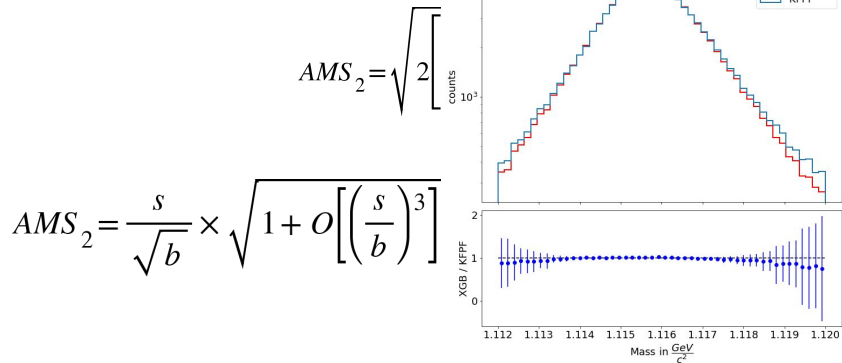 AMS₂ = √2[
AMS₂ = s/√b × √1 + O[(s/b)³]
counts
10³
XGB / KFPF
2
1
0
1.112 1.113 1.114 1.115 1.116 1.117 1.118 1.119 1.120
Mass in GeV/c²